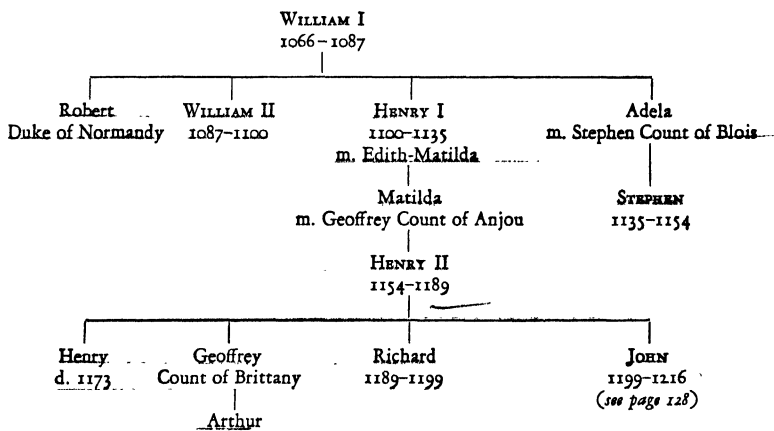 WILLIAM I
1066–1087
Robert
Duke of Normandy
WILLIAM II
1087–1100
HENRY I
1100–1135
m. Edith-Matilda
Adela
m. Stephen Count of Blois
Matilda
m. Geoffrey Count of Anjou
STEPHEN
1135–1154
HENRY II
1154–1189
Henry
d. 1173
Geoffrey
Count of Brittany
Arthur
Richard
1189–1199
JOHN
1199–1216
(see page 128)